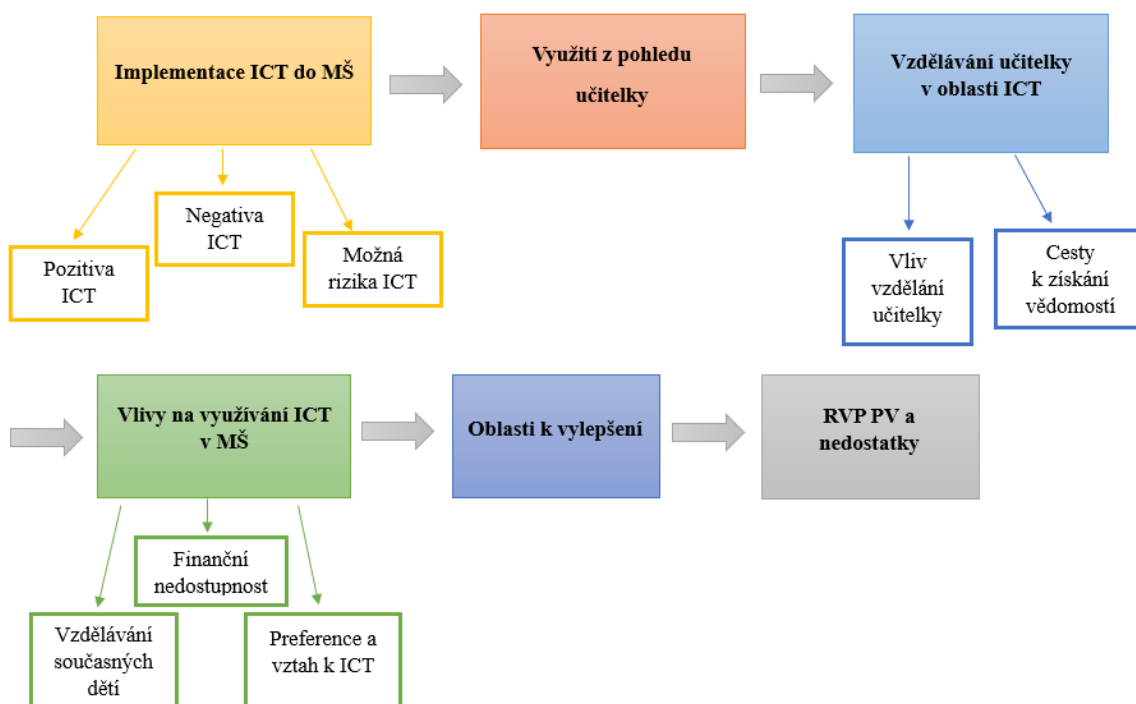 Implementace ICT do MŠ
Využití z pohledu
učitelky
Vzdělávání učitelky
v oblasti ICT
Pozitiva
ICT
Negativa
ICT
Možná
rizika ICT
Vliv
vzdělání
učitelky
Cesty
k získání
vědomostí
Vlivy na využívání ICT
v MŠ
Oblasti k vylepšení
RVP PV a
nedostatky
Vzdělávání
současných
dětí
Finanční
nedostupnost
Preference a
vztah k ICT